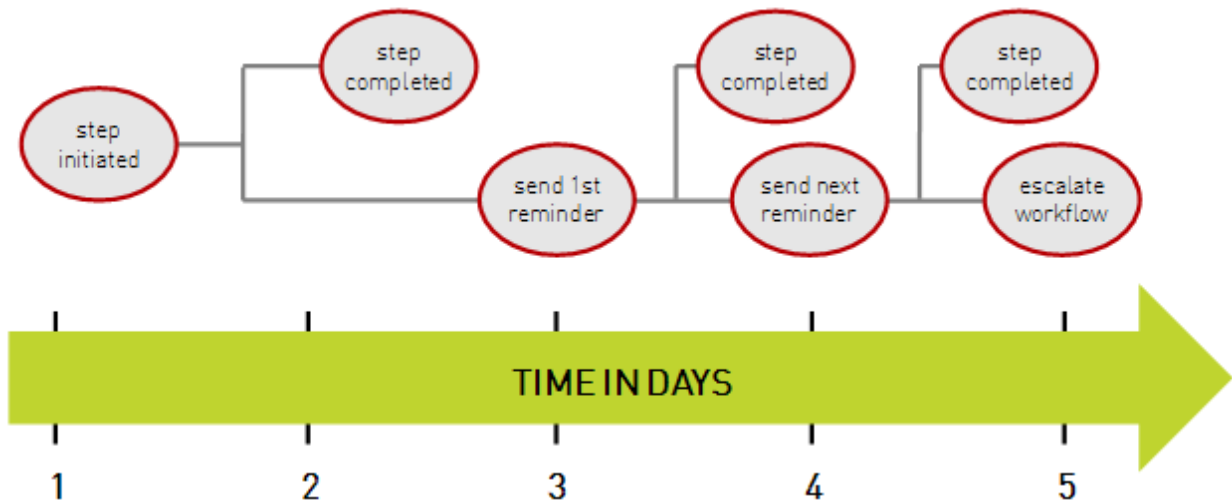 step
completed
step
completed
step
completed
step
initiated
send 1st
reminder
send next
reminder
escalate
workflow
TIME IN DAYS
1
2
3
4
5